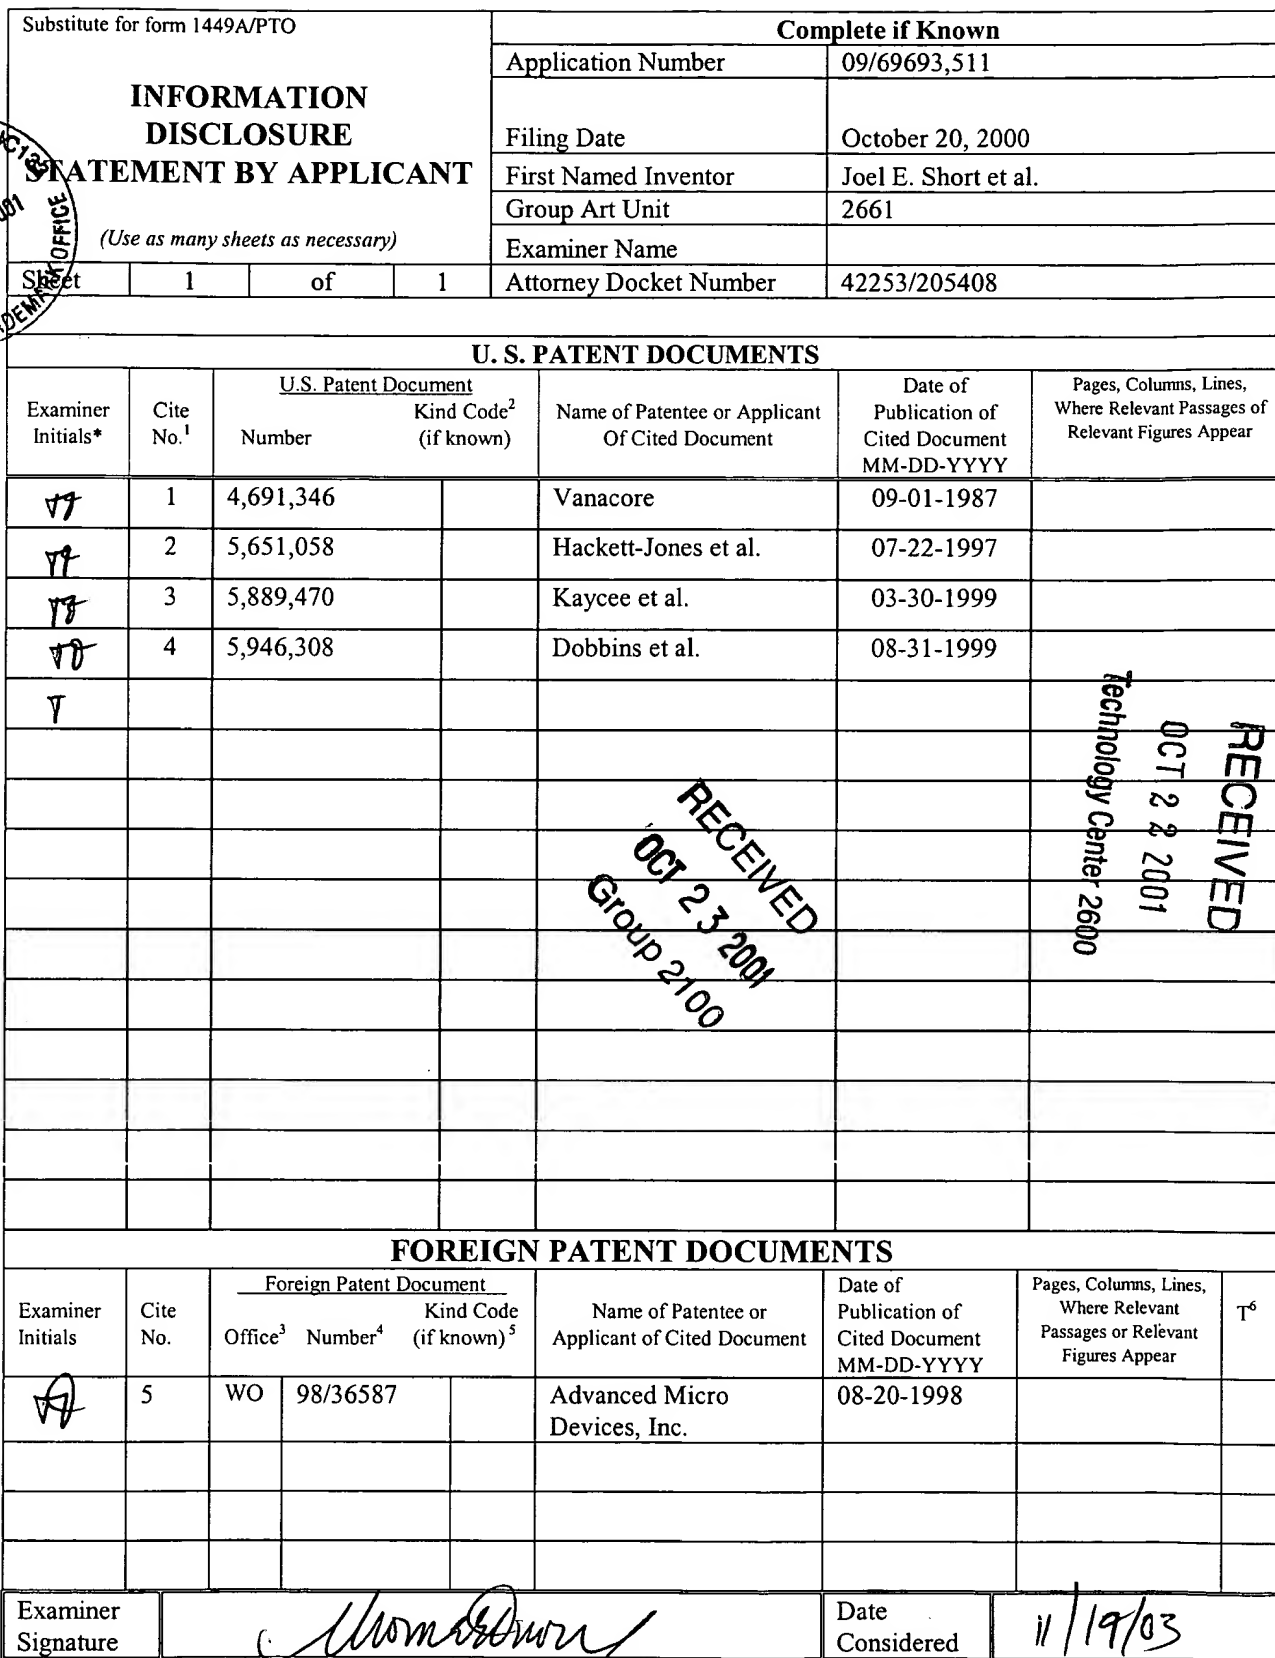 Substitute for form 1449A/PTO
INFORMATION
DISCLOSURE
STATEMENT BY APPLICANT
(Use as many sheets as necessary)
Sheet 1 of 1
Complete if Known
Application Number 09/69693,511
Filing Date October 20, 2000
First Named Inventor Joel E. Short et al.
Group Art Unit 2661
Examiner Name
Attorney Docket Number 42253/205408
U. S. PATENT DOCUMENTS
Examiner Initials*
Cite No.1
U.S. Patent Document
Number
Kind Code2 (if known)
Name of Patentee or Applicant
Of Cited Document
Date of
Publication of
Cited Document
MM-DD-YYYY
Pages, Columns, Lines,
Where Relevant Passages of
Relevant Figures Appear
1 4,691,346 Vanacore 09-01-1987
2 5,651,058 Hackett-Jones et al. 07-22-1997
3 5,889,470 Kaycee et al. 03-30-1999
4 5,946,308 Dobbins et al. 08-31-1999
RECEIVED
OCT 23 2001
Group 2100
RECEIVED
OCT 22 2001
Technology Center 2600
FOREIGN PATENT DOCUMENTS
Examiner
Initials
Cite
No.
Foreign Patent Document
Office3 Number4
Kind Code
(if known)5
Name of Patentee or
Applicant of Cited Document
Date of
Publication of
Cited Document
MM-DD-YYYY
Pages, Columns, Lines,
Where Relevant
Passages or Relevant
Figures Appear
T6
5 WO 98/36587 Advanced Micro 08-20-1998
Devices, Inc.
Examiner
Signature
Date
Considered
11/19/03